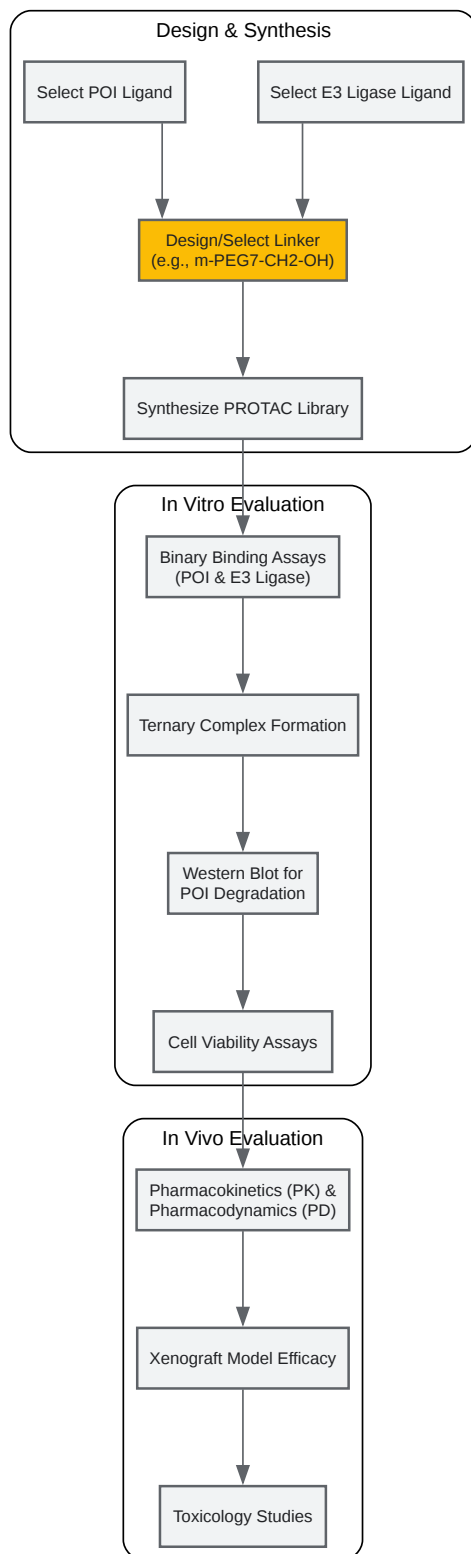 Design & Synthesis
Select POI Ligand
Select E3 Ligase Ligand
Design/Select Linker
(e.g., m-PEG7-CH2-OH)
Synthesize PROTAC Library
In Vitro Evaluation
Binary Binding Assays
(POI & E3 Ligase)
Ternary Complex Formation
Western Blot for
POI Degradation
Cell Viability Assays
In Vivo Evaluation
Pharmacokinetics (PK) &
Pharmacodynamics (PD)
Xenograft Model Efficacy
Toxicology Studies